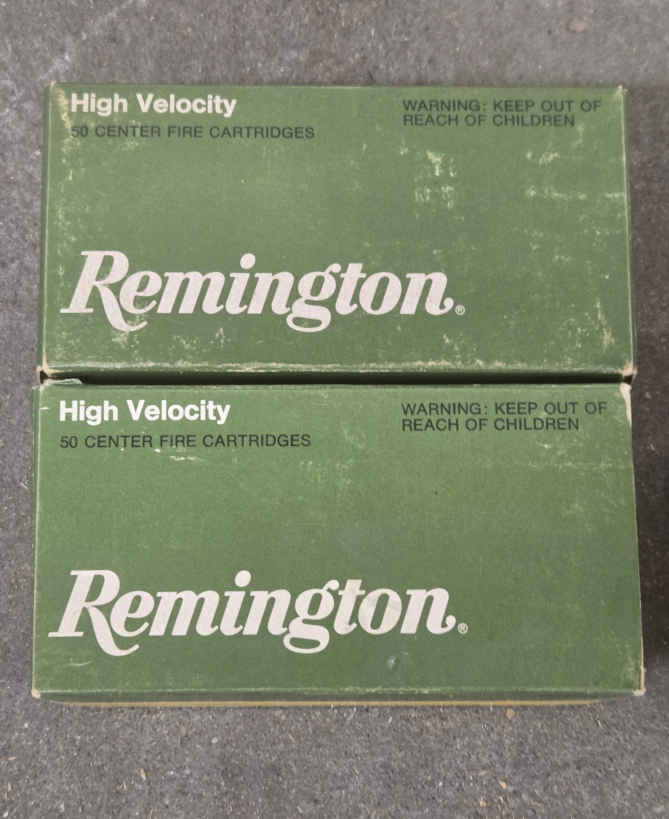 High Velocity
50 CENTER FIRE CARTRIDGES
WARNING: KEEP OUT OF
REACH OF CHILDREN
Remington®
High Velocity
50 CENTER FIRE CARTRIDGES
WARNING: KEEP OUT OF
REACH OF CHILDREN
Remington®